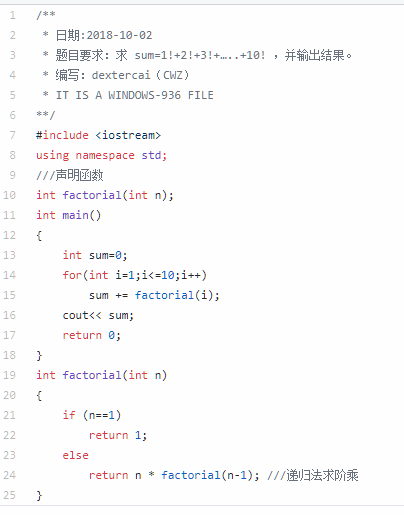 1 /**
2  * 日期:2018-10-02
3  * 题目要求: 求 sum=1!+2!+3!+…..+10! ，并输出结果。
4  * 编写: dextercai（CWZ）
5  * IT IS A WINDOWS-936 FILE
6 **/
7 #include <iostream>
8 using namespace std;
9 ///声明函数
10 int factorial(int n);
11 int main()
12 {
13     int sum=0;
14     for(int i=1;i<=10;i++)
15         sum += factorial(i);
16     cout<< sum;
17     return 0;
18 }
19 int factorial(int n)
20 {
21     if (n==1)
22         return 1;
23     else
24         return n * factorial(n-1); ///递归法求阶乘
25 }